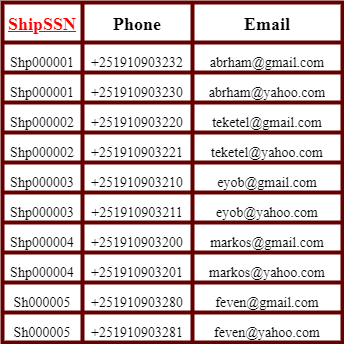 ShipSSN Phone Email
Shp000001 +251910903232 abrham@gmail.com
Shp000001 +251910903230 abrham@yahoo.com
Shp000002 +251910903220 teketel@gmail.com
Shp000002 +251910903221 teketel@yahoo.com
Shp000003 +251910903210 eyob@gmail.com
Shp000003 +251910903211 eyob@yahoo.com
Shp000004 +251910903200 markos@gmail.com
Shp000004 +251910903201 markos@yahoo.com
Sh000005 +251910903280 feven@gmail.com
Sh000005 +251910903281 feven@yahoo.com